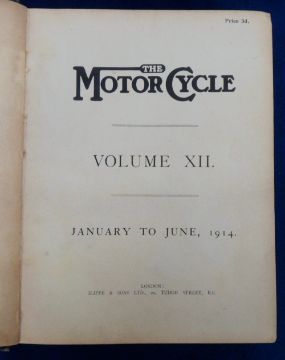 Price 3d.
THE
MOTOR CYCLE
VOLUME XII.
JANUARY TO JUNE, 1914.
LONDON:
ILIFFE & SONS LTD., 20, TUDOR STREET, E.C.